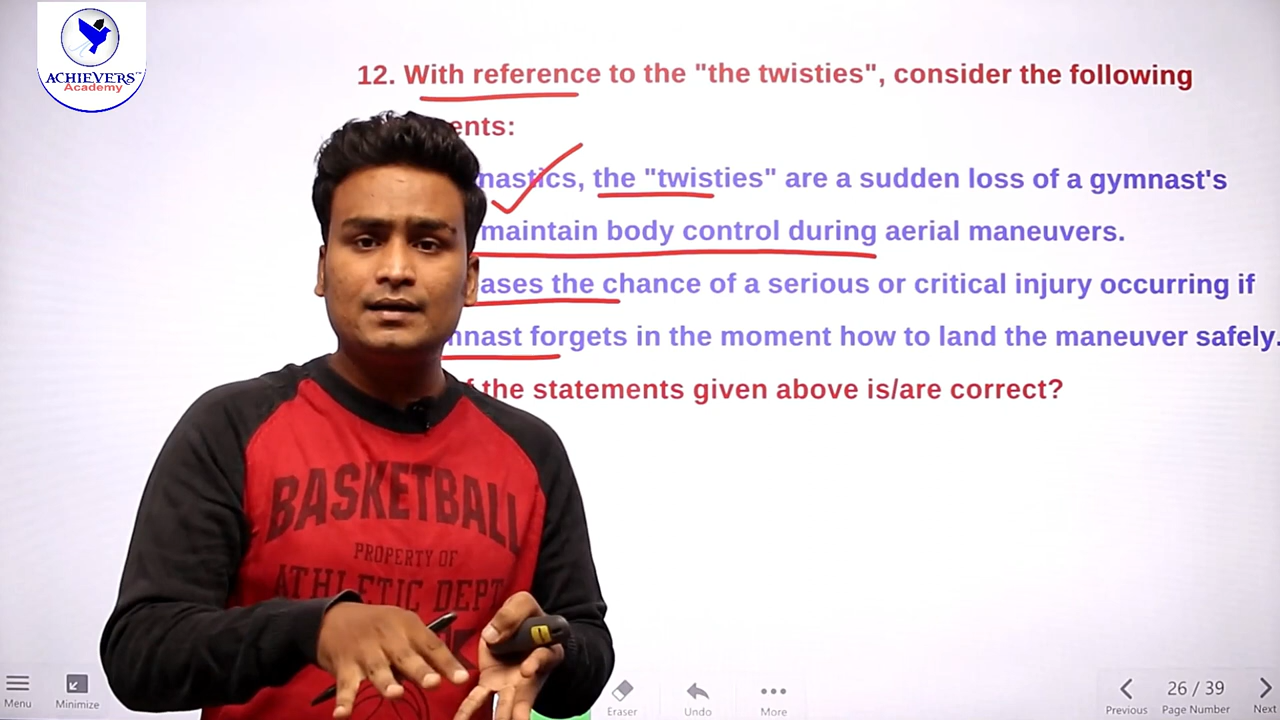 ACHIEVERS
Academy
12. With reference to the "the twisties", consider the following
ents:
nastics, the "twisties" are a sudden loss of a gymnast's
maintain body control during aerial maneuvers.
ases the chance of a serious or critical injury occurring if
nnast forgets in the moment how to land the maneuver safely.
f the statements given above is/are correct?
BASKETBALL
PROPERTY OF
ATHLETIC DEPT
Menu
Minimize
Eraser
Undo
More
Previous
26 / 39
Page Number
Next